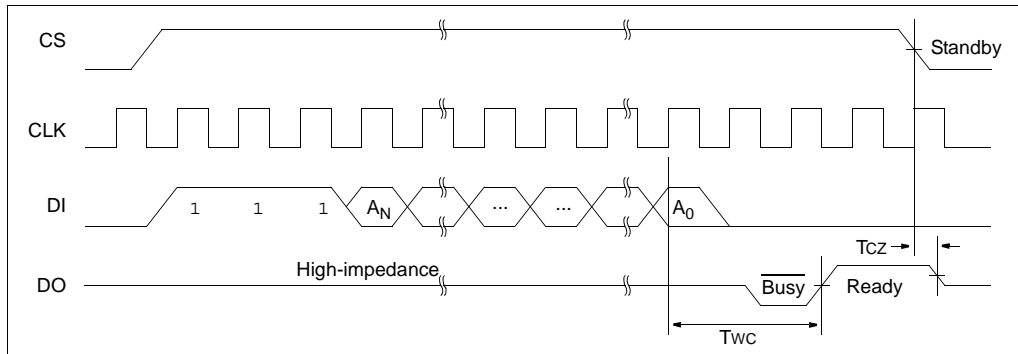 CS
Standby
CLK
DI
1 1 1 A_N ... ... A_0
TCZ
High-impedance
DO
Busy
Ready
TWC